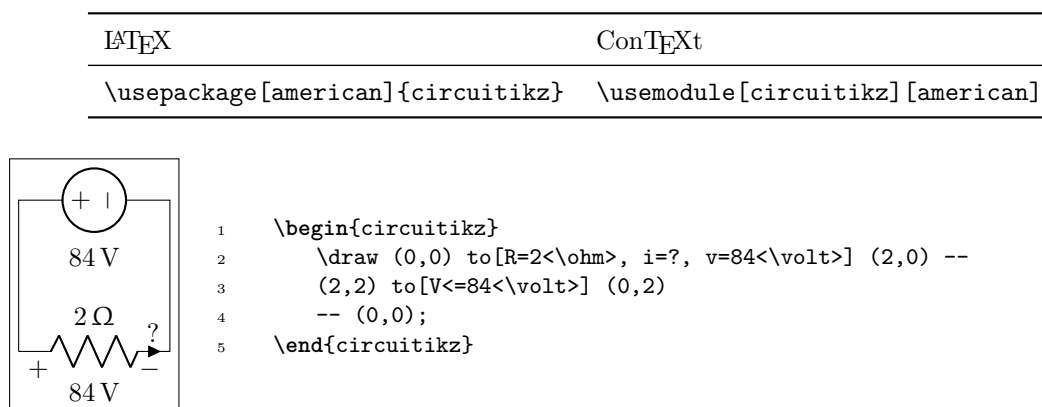 LATEX ConTEXt
\usepackage[american]{circuitikz} \usemodule[circuitikz][american]
+ −
84 V
2 Ω
?
+ −
84 V
1 \begin{circuitikz}
2 \draw (0,0) to[R=2<\ohm>, i=?, v=84<\volt>] (2,0) --
3 (2,2) to[V<=84<\volt>] (0,2)
4 -- (0,0);
5 \end{circuitikz}